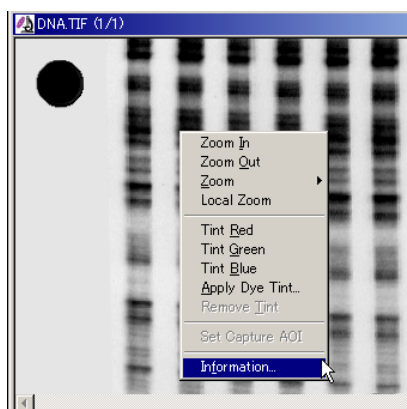 DNA.TIF (1/1)
Zoom In
Zoom Out
Zoom
Local Zoom
Tint Red
Tint Green
Tint Blue
Apply Dye Tint...
Remove Tint
Set Capture AOI
Information...